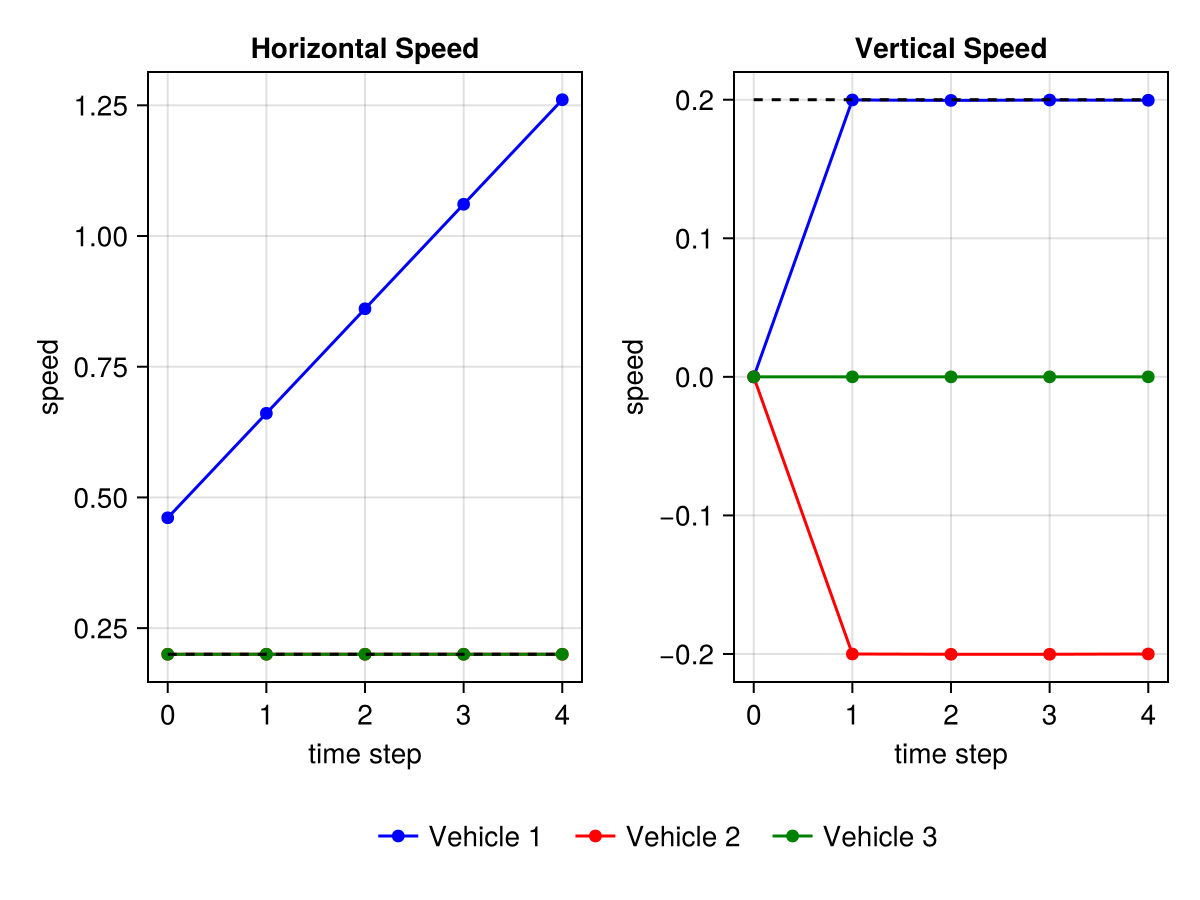 Horizontal Speed
Vertical Speed
1.25
1.00
0.75
0.50
0.25
speed
0 1 2 3 4
time step
0.2
0.1
0.0
−0.1
−0.2
speed
0 1 2 3 4
time step
Vehicle 1 Vehicle 2 Vehicle 3